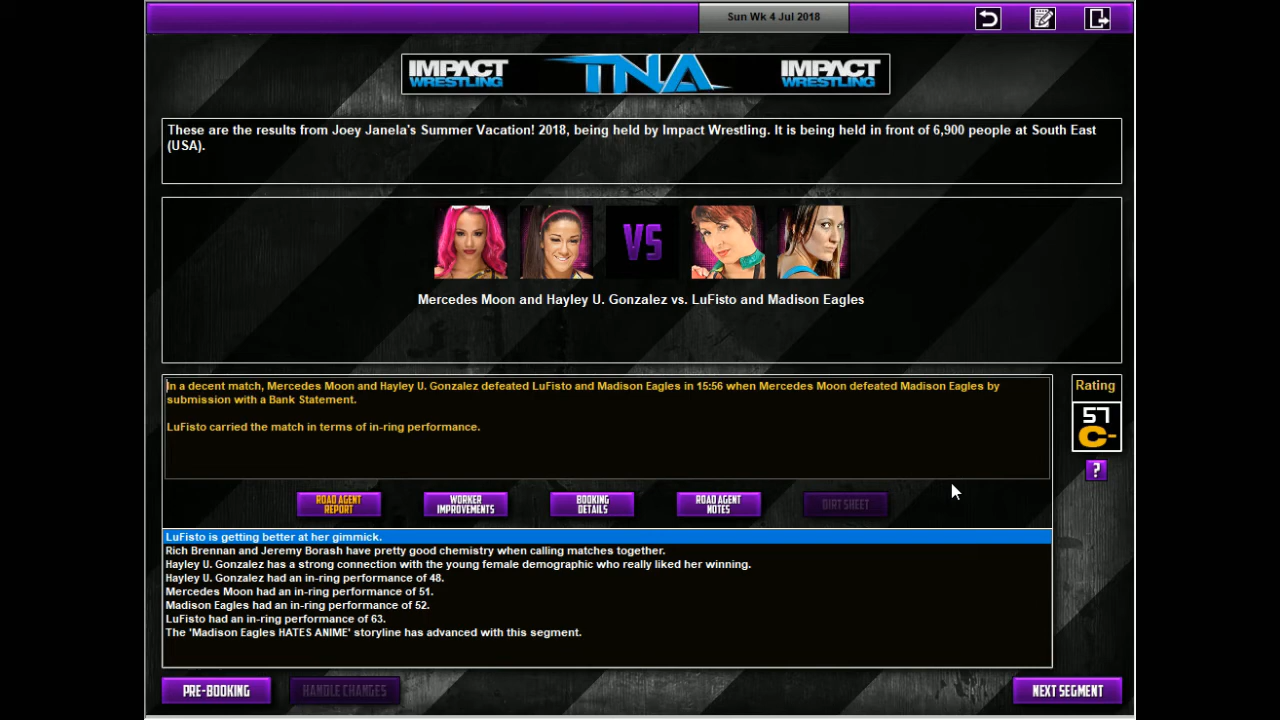 Sun Wk 4 Jul 2018
IMPACT
WRESTLING
TNA
IMPACT
WRESTLING
These are the results from Joey Janela's Summer Vacation! 2018, being held by Impact Wrestling. It is being held in front of 6,900 people at South East
(USA).
VS
Mercedes Moon and Hayley U. Gonzalez vs. LuFisto and Madison Eagles
In a decent match, Mercedes Moon and Hayley U. Gonzalez defeated LuFisto and Madison Eagles in 15:56 when Mercedes Moon defeated Madison Eagles by
submission with a Bank Statement.
LuFisto carried the match in terms of in-ring performance.
Rating
57
C-
?
ROAD AGENT
REPORT
WORKER
IMPROVEMENTS
BOOKING
DETAILS
ROAD AGENT
NOTES
DIRT SHEET
LuFisto is getting better at her gimmick.
Rich Brennan and Jeremy Borash have pretty good chemistry when calling matches together.
Hayley U. Gonzalez has a strong connection with the young female demographic who really liked her winning.
Hayley U. Gonzalez had an in-ring performance of 48.
Mercedes Moon had an in-ring performance of 51.
Madison Eagles had an in-ring performance of 52.
LuFisto had an in-ring performance of 63.
The 'Madison Eagles HATES ANIME' storyline has advanced with this segment.
PRE-BOOKING
HANDLE CHANGES
NEXT SEGMENT